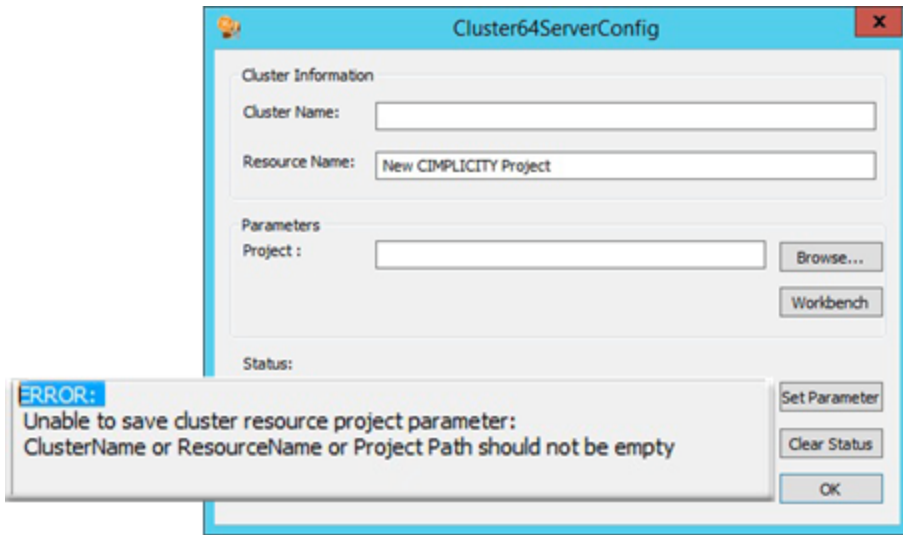 Cluster64ServerConfig
x
Cluster Information
Cluster Name:
Resource Name: New CIMPLICITY Project
Parameters
Project : Browse...
Workbench
Status:
ERROR:
Unable to save cluster resource project parameter:
ClusterName or ResourceName or Project Path should not be empty
Set Parameter
Clear Status
OK